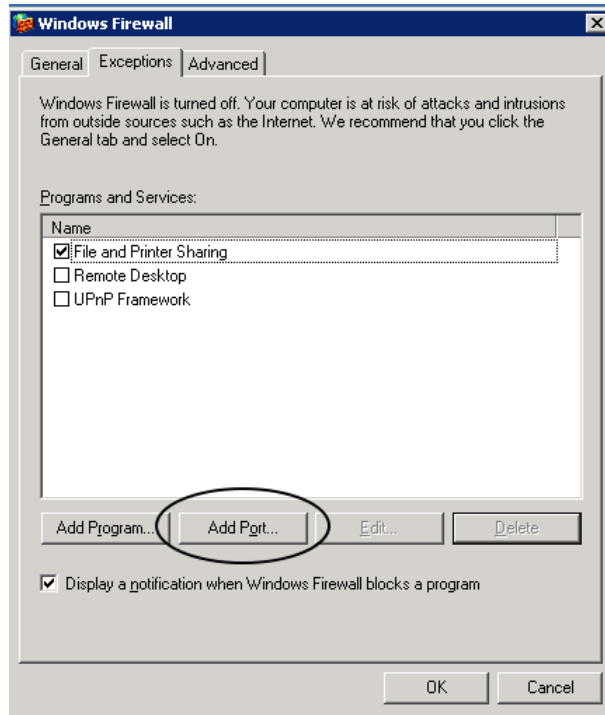 Windows Firewall
General Exceptions Advanced
Windows Firewall is turned off. Your computer is at risk of attacks and intrusions
from outside sources such as the Internet. We recommend that you click the
General tab and select On.
Programs and Services:
Name
File and Printer Sharing
Remote Desktop
UPnP Framework
Add Program... Add Port... Edit... Delete
Display a notification when Windows Firewall blocks a program
OK Cancel